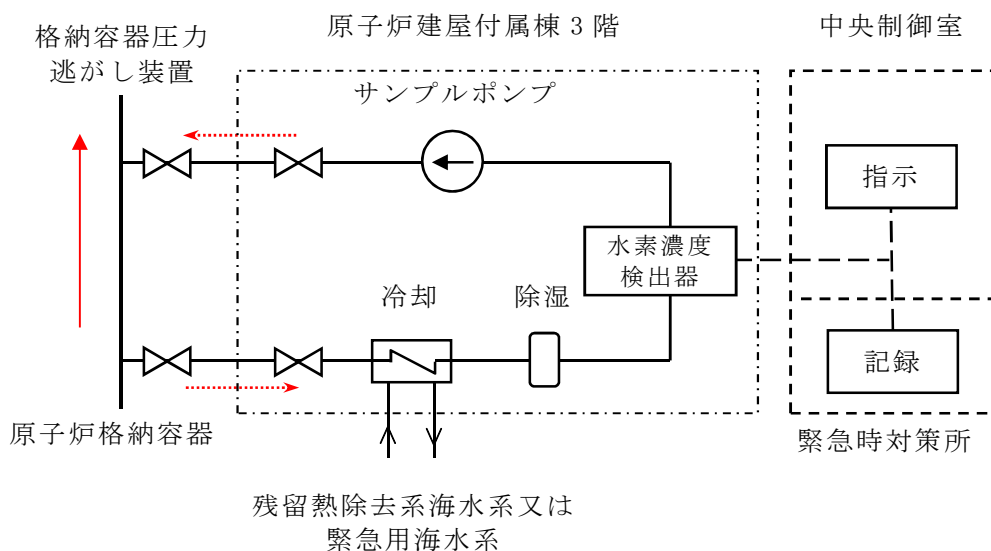 原子炉建屋付属棟 3 階
中央制御室
格納容器圧力
逃がし装置
サンプルポンプ
指示
水素濃度
検出器
冷却
除湿
記録
原子炉格納容器
緊急時対策所
残留熱除去系海水系又は
緊急用海水系